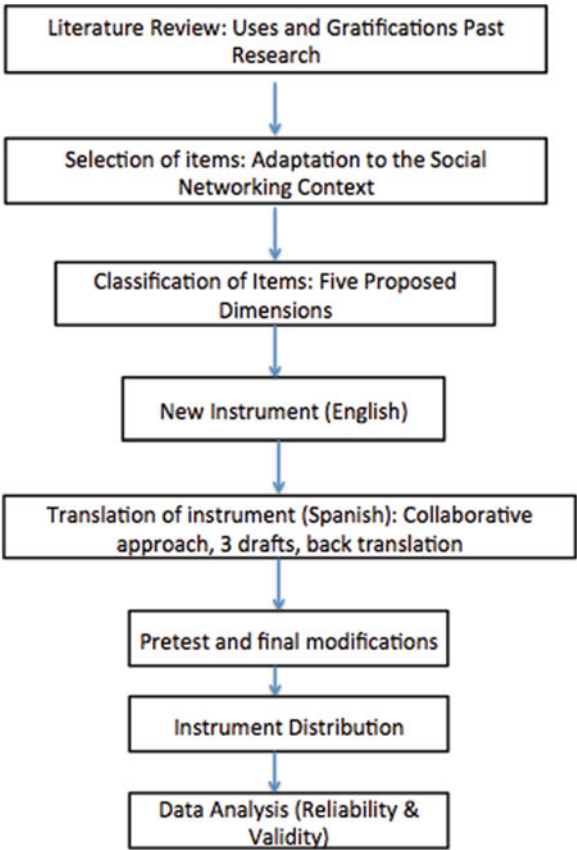 Literature Review: Uses and Gratifications Past
Research
Selection of items: Adaptation to the Social
Networking Context
Classification of Items: Five Proposed
Dimensions
New Instrument (English)
Translation of instrument (Spanish): Collaborative
approach, 3 drafts, back translation
Pretest and final modifications
Instrument Distribution
Data Analysis (Reliability &
Validity)